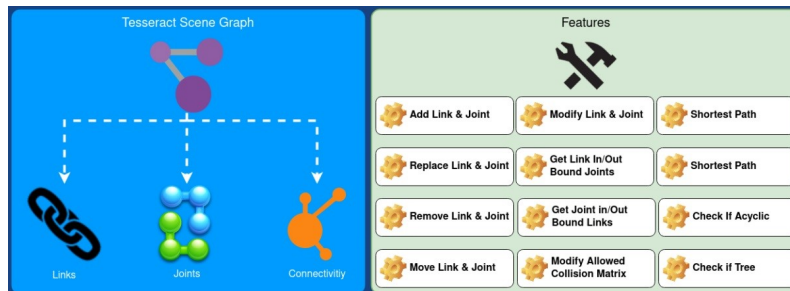 Tesseract Scene Graph
Links
Joints
Connectivitiy
Features
Add Link & Joint
Modify Link & Joint
Shortest Path
Replace Link & Joint
Get Link In/Out
Bound Joints
Shortest Path
Remove Link & Joint
Get Joint in/Out
Bound Links
Check If Acyclic
Move Link & Joint
Modify Allowed
Collision Matrix
Check if Tree